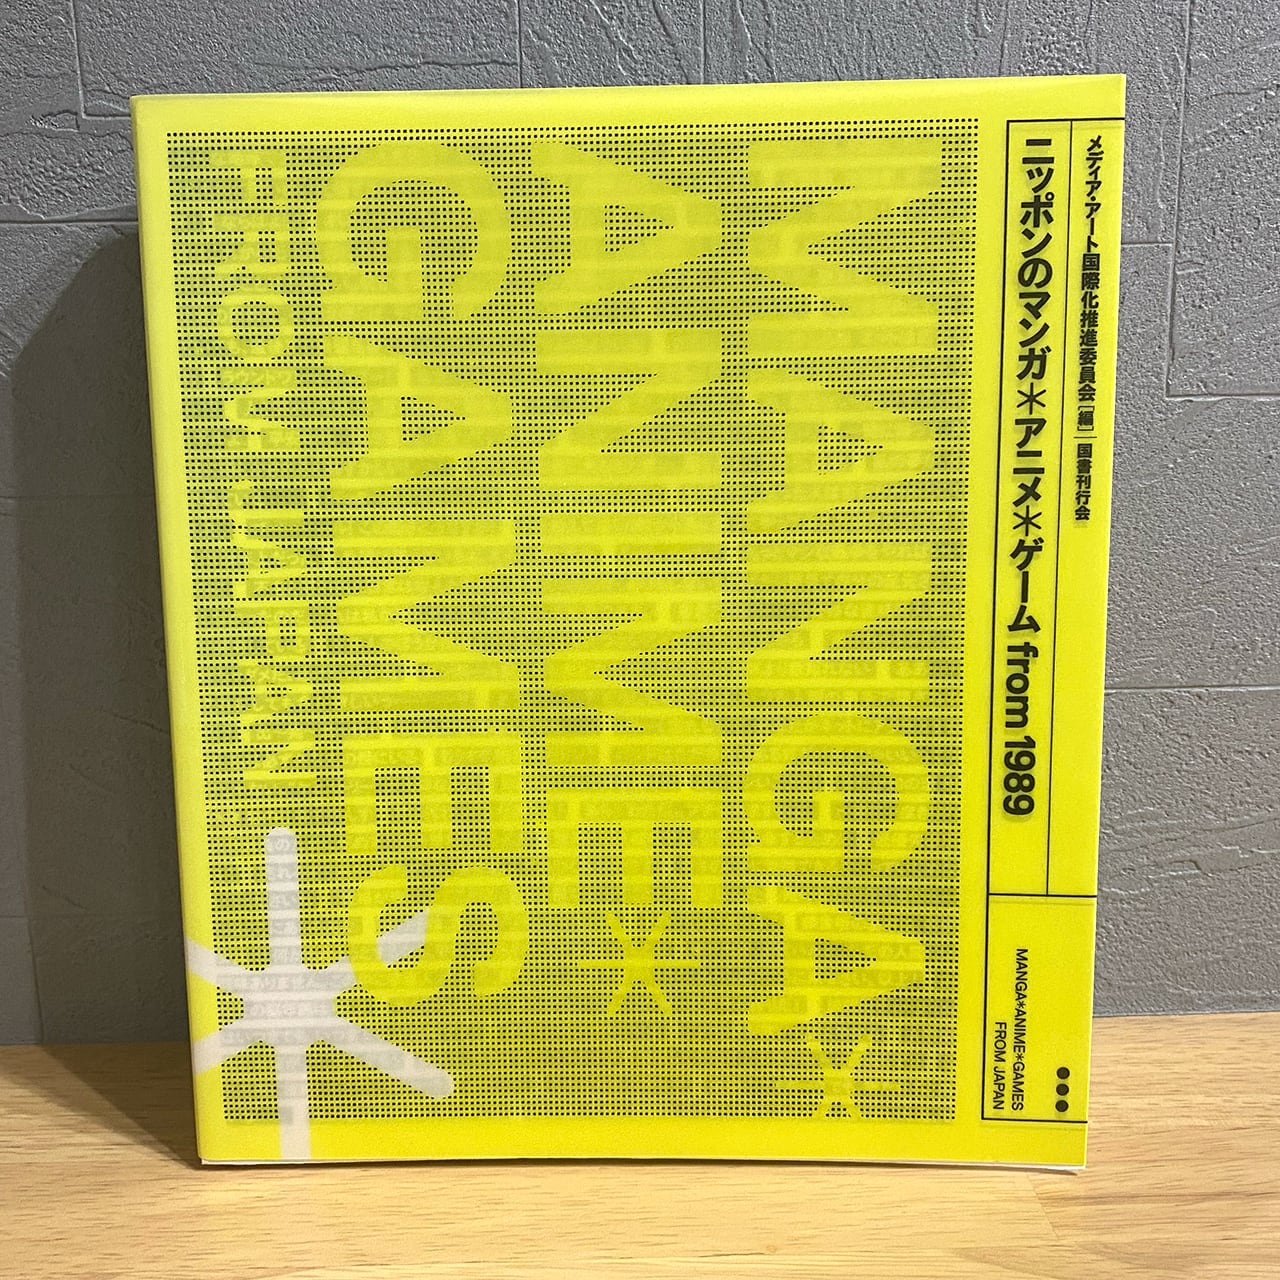 メディア・アート国際化推進委員会[編]│国書刊行会
ニッポンのマンガ*アニメ*ゲーム from 1989
MANGA*ANIME*GAMES
FROM JAPAN
MANGA*
ANIME*
GAMES
FROM JAPAN